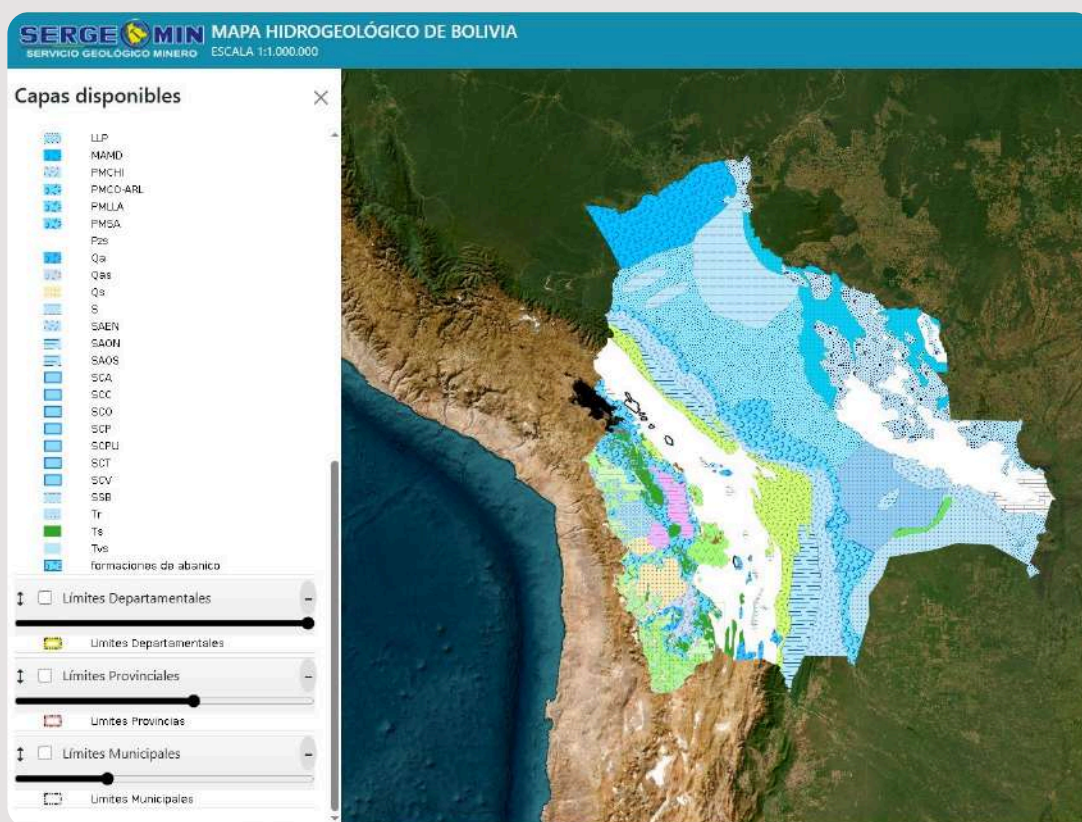 SERGEOMIN
SERVICIO GEOLÓGICO MINERO
MAPA HIDROGEOLÓGICO DE BOLIVIA
ESCALA 1:1.000.000
Capas disponibles
LLP
MAMD
PMCHI
PMCO-ARL
PMLLA
PMSA
Pzs
Qa
Qas
Qs
S
SAEN
SAON
SAOS
SCA
SCC
SCO
SCP
SCPU
SCT
SCV
SSB
Tr
Ts
Tvs
formaciones de abanico
Límites Departamentales
Limites Departamentales
Límites Provinciales
Limites Provincias
Límites Municipales
Limites Municipales